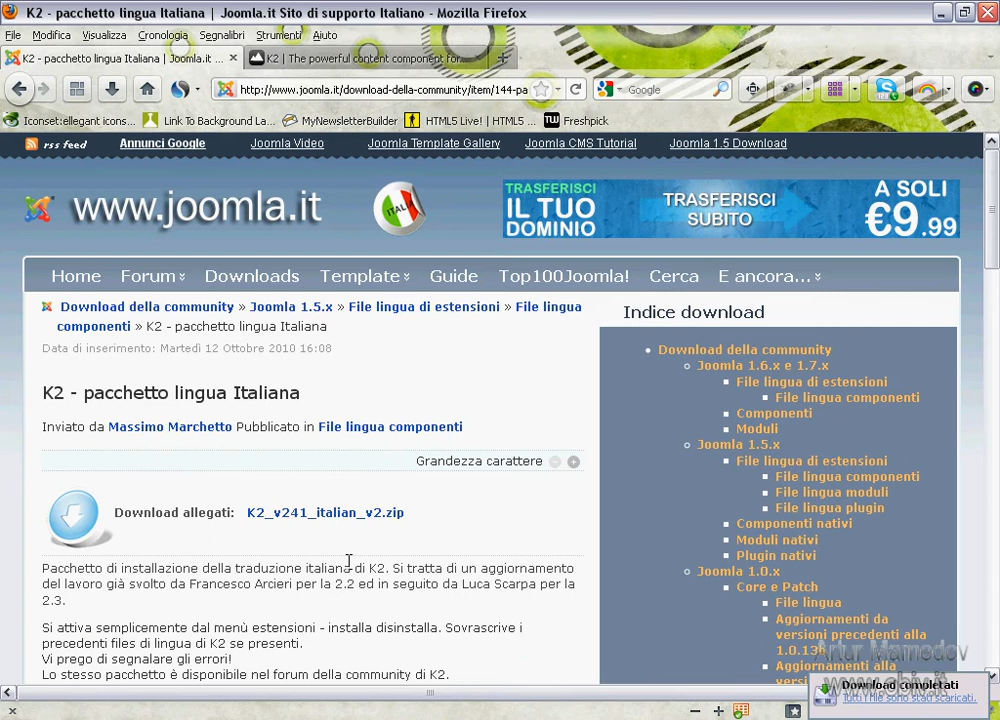 K2 - pacchetto lingua Italiana | Joomla.it Sito di supporto Italiano - Mozilla Firefox
File Modifica Visualizza Cronologia Segnalibri Strumenti Aiuto
K2 - pacchetto lingua Italiana | Joomla.it ... K2 | The powerful content component for...
http://www.joomla.it/download-della-community/item/144-pa Google
Iconset:ellegant icons... Link To Background La... MyNewsletterBuilder HTML5 Live! | HTML5 ... Freshpick
rss feed Annunci Google Joomla Video Joomla Template Gallery Joomla CMS Tutorial Joomla 1.5 Download
www.joomla.it
ITALIA
TRASFERISCI
IL TUO
DOMINIO
TRASFERISCI
SUBITO
A SOLI
€9.99
Home Forum Downloads Template Guide Top100Joomla! Cerca E ancora...
Download della community » Joomla 1.5.x » File lingua di estensioni » File lingua
componenti » K2 - pacchetto lingua Italiana
Data di inserimento: Martedì 12 Ottobre 2010 16:08
K2 - pacchetto lingua Italiana
Inviato da Massimo Marchetto Pubblicato in File lingua componenti
Grandezza carattere
Download allegati: K2_v241_italian_v2.zip
Pacchetto di installazione della traduzione italiana di K2. Si tratta di un aggiornamento
del lavoro già svolto da Francesco Arcieri per la 2.2 ed in seguito da Luca Scarpa per la
2.3.
Si attiva semplicemente dal menù estensioni - installa disinstalla. Sovrascrive i
precedenti files di lingua di K2 se presenti.
Vi prego di segnalare gli errori!
Lo stesso pacchetto è disponibile nel forum della community di K2.
Indice download
Download della community
Joomla 1.6.x e 1.7.x
File lingua di estensioni
File lingua componenti
Componenti
Moduli
Joomla 1.5.x
File lingua di estensioni
File lingua componenti
File lingua moduli
File lingua plugin
Componenti nativi
Moduli nativi
Plugin nativi
Joomla 1.0.x
Core e Patch
File lingua
Aggiornamenti da
versioni precedenti alla
1.0.13
Aggiornamenti alla
Artur Mamedov
www.cbiv.it
Download completati
Tutti i file sono stati scaricati.